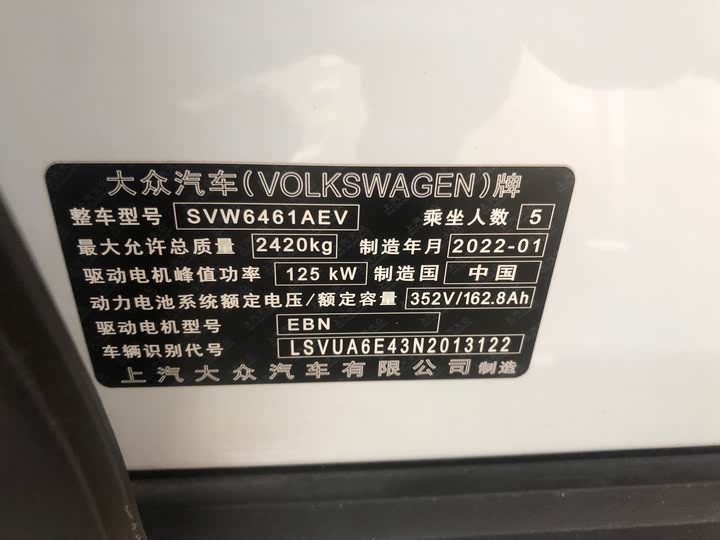 大众汽车(VOLKSWAGEN)牌
整车型号 SVW6461AEV 乘坐人数 5
最大允许总质量 2420kg 制造年月 2022-01
驱动电机峰值功率 125 kW 制造国 中国
动力电池系统额定电压/额定容量 352V/162.8Ah
驱动电机型号 EBN
车辆识别代号 LSVUA6E43N2013122
上汽大众汽车有限公司 制造